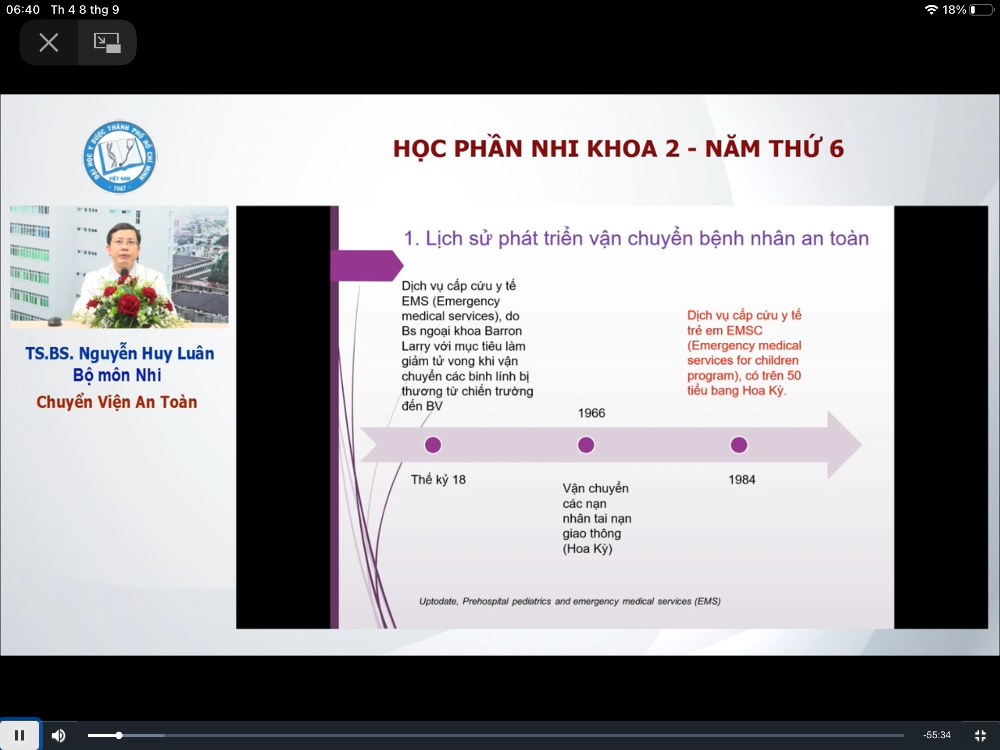 06:40 Th 4 8 thg 9
18%
ĐẠI HỌC Y DƯỢC THÀNH PHỐ HỒ CHÍ MINH
VIỆT NAM
1947
HỌC PHẦN NHI KHOA 2 - NĂM THỨ 6
TS.BS. Nguyễn Huy Luân
Bộ môn Nhi
Chuyển Viện An Toàn
1. Lịch sử phát triển vận chuyển bệnh nhân an toàn
Dịch vụ cấp cứu y tế
EMS (Emergency
medical services), do
Bs ngoại khoa Barron
Larry với mục tiêu làm
giảm tử vong khi vận
chuyển các binh lính bị
thương từ chiến trường
đến BV
Thế kỷ 18
1966
Vận chuyển
các nạn
nhân tai nạn
giao thông
(Hoa Kỳ)
Dịch vụ cấp cứu y tế
trẻ em EMSC
(Emergency medical
services for children
program), có trên 50
tiểu bang Hoa Kỳ.
1984
Uptodate, Prehospital pediatrics and emergency medical services (EMS)
-55:34